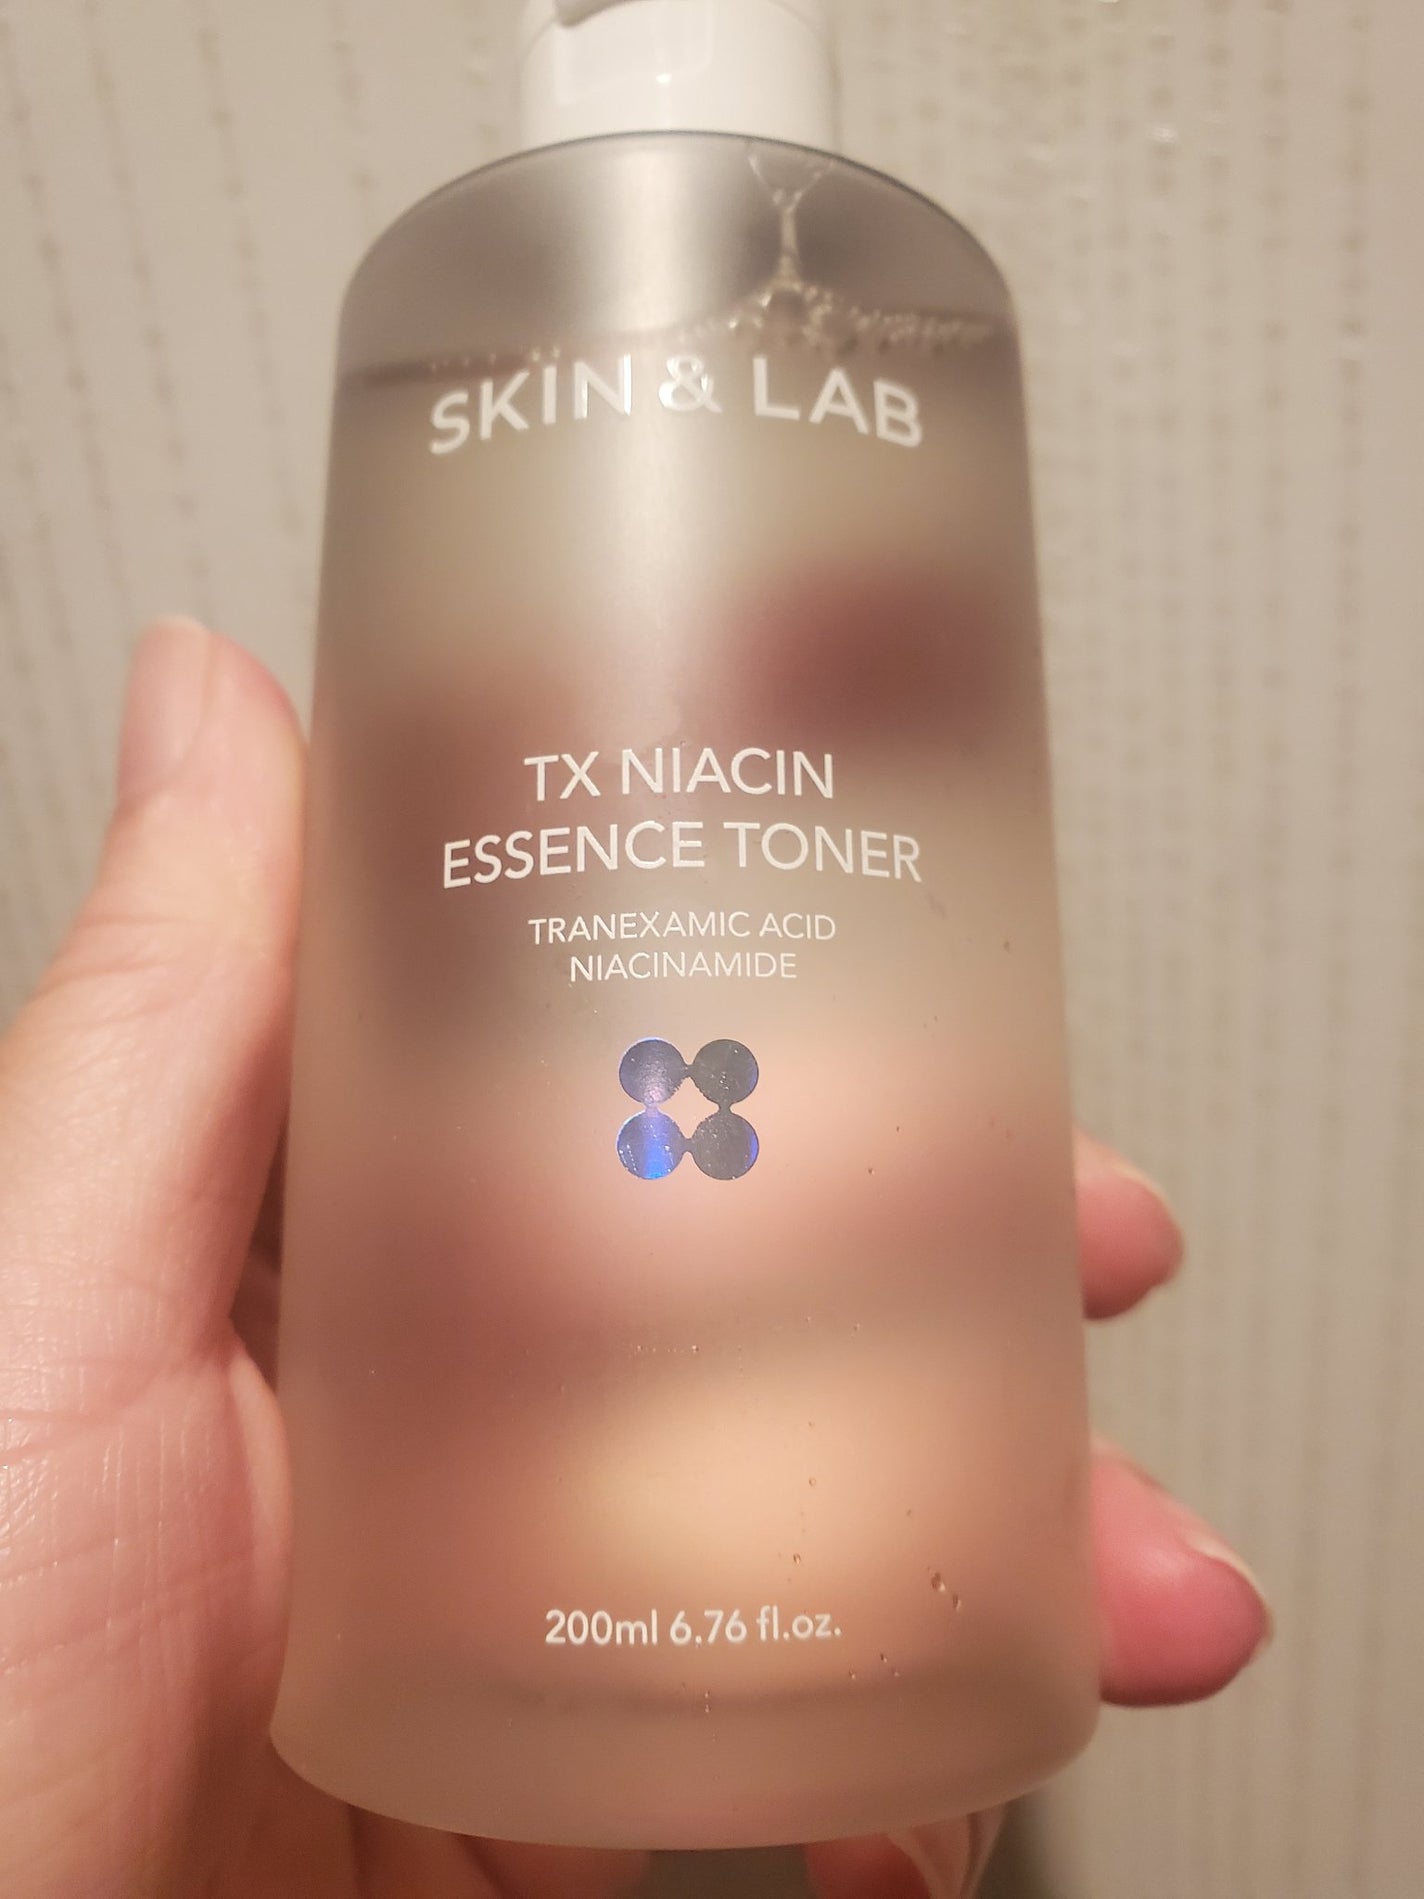 SKIN & LAB
TX NIACIN
ESSENCE TONER
TRANEXAMIC ACID
NIACINAMIDE
200ml 6.76 fl.oz.